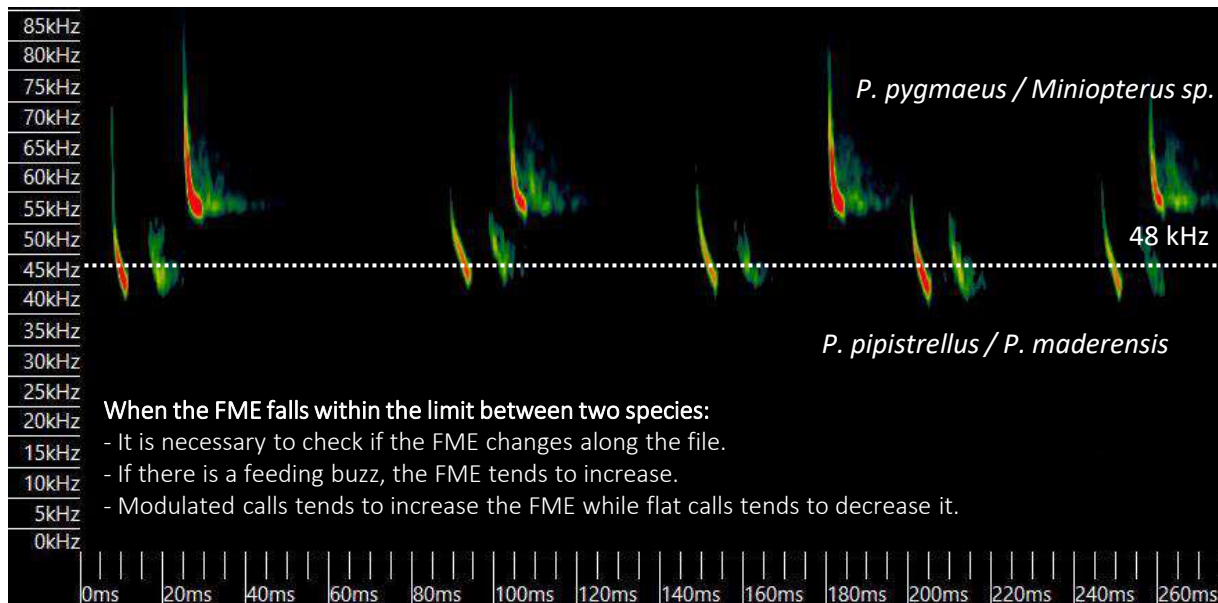 85kHz
80kHz
75kHz
70kHz
65kHz
60kHz
55kHz
50kHz
45kHz
40kHz
35kHz
30kHz
25kHz
20kHz
15kHz
10kHz
5kHz
0kHz
P. pygmaeus / Miniopterus sp.
48 kHz
P. pipistrellus / P. maderensis
When the FME falls within the limit between two species:
- It is necessary to check if the FME changes along the file.
- If there is a feeding buzz, the FME tends to increase.
- Modulated calls tends to increase the FME while flat calls tends to decrease it.
0ms 20ms 40ms 60ms 80ms 100ms 120ms 140ms 160ms 180ms 200ms 220ms 240ms 260ms